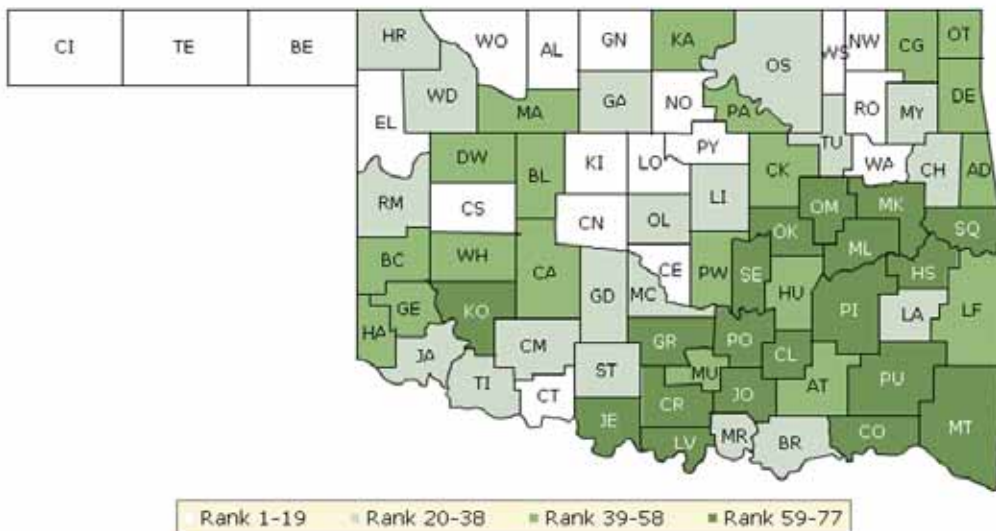 HR WO AL GN KA OS WS NW CG OT
CI TE BE
WD MA GA NO PA RO MY DE
EL
DW BL KI LO PY CK TU WA CH AD
RM CS CN OL LI OM MK SQ
OK ML
BC WH CA GD MC CE PW SE HU HS
HA GE KO PI LA LF
JA CM GR PO CL
TI CT ST MU JO AT PU
JE CR MT
LV MR BR CO
Rank 1-19 Rank 20-38 Rank 39-58 Rank 59-77